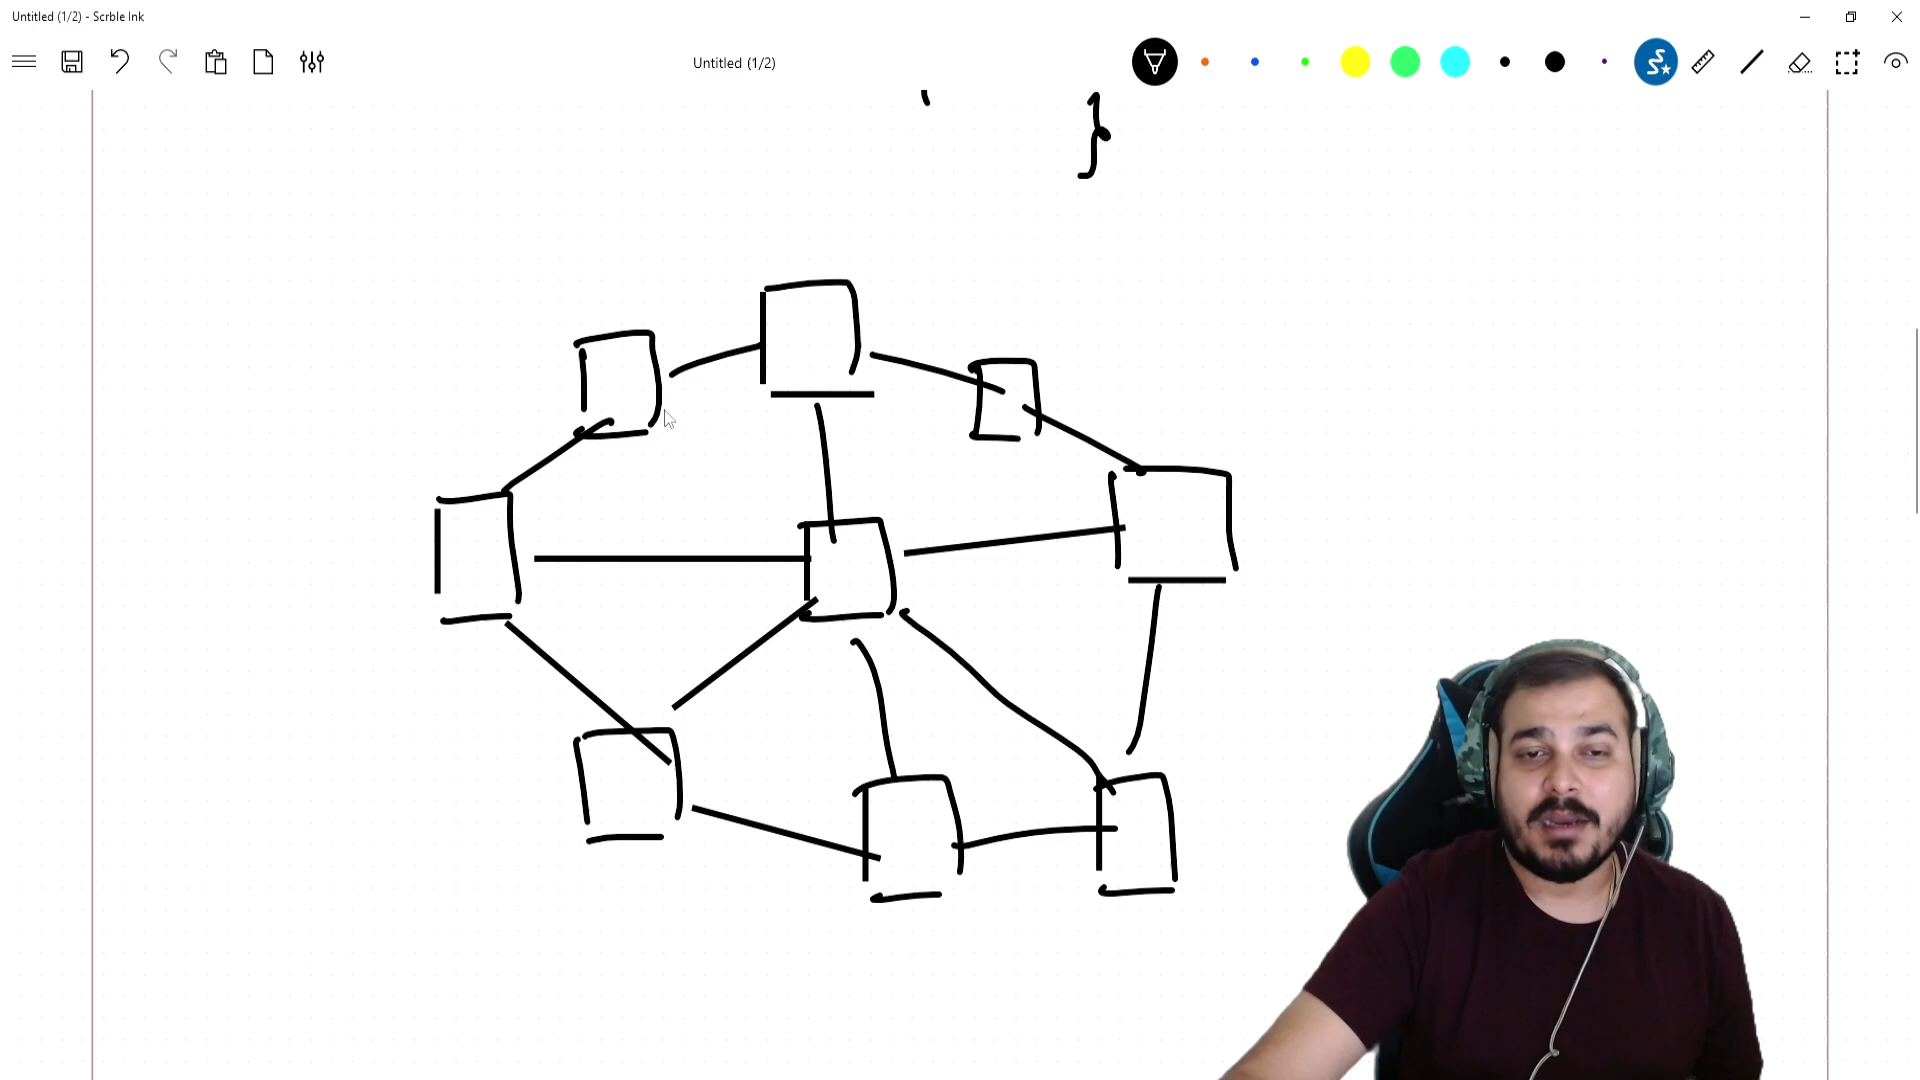 Untitled (1/2) - Scrble Ink
Untitled (1/2)
}